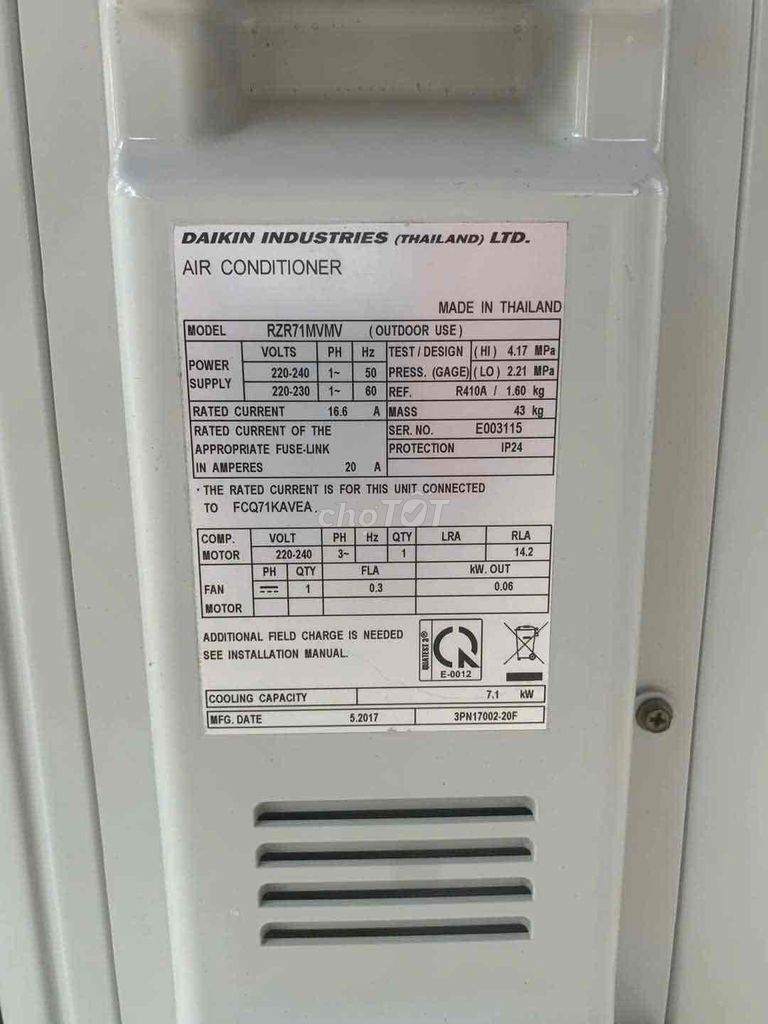 DAIKIN INDUSTRIES (THAILAND) LTD.
AIR CONDITIONER
MADE IN THAILAND
MODEL RZR71MVMV (OUTDOOR USE)
POWER SUPPLY
VOLTS PH Hz
220-240 1~ 50
220-230 1~ 60
TEST/DESIGN (HI) 4.17 MPa
PRESS. (GAGE) (LO) 2.21 MPa
REF. R410A / 1.60 kg
RATED CURRENT 16.6 A
MASS 43 kg
RATED CURRENT OF THE
APPROPRIATE FUSE-LINK
IN AMPERES 20 A
SER. NO. E003115
PROTECTION IP24
· THE RATED CURRENT IS FOR THIS UNIT CONNECTED
TO FCQ71KAVEA.
choTỐT
COMP. MOTOR
VOLT PH Hz QTY LRA RLA
220-240 3~ 1 14.2
FAN MOTOR
PH QTY FLA kW. OUT
1 0.3 0.06
ADDITIONAL FIELD CHARGE IS NEEDED
SEE INSTALLATION MANUAL.
QUATEST 3®
E-0012
COOLING CAPACITY 7.1 kW
MFG. DATE 5.2017 3PN17002-20F